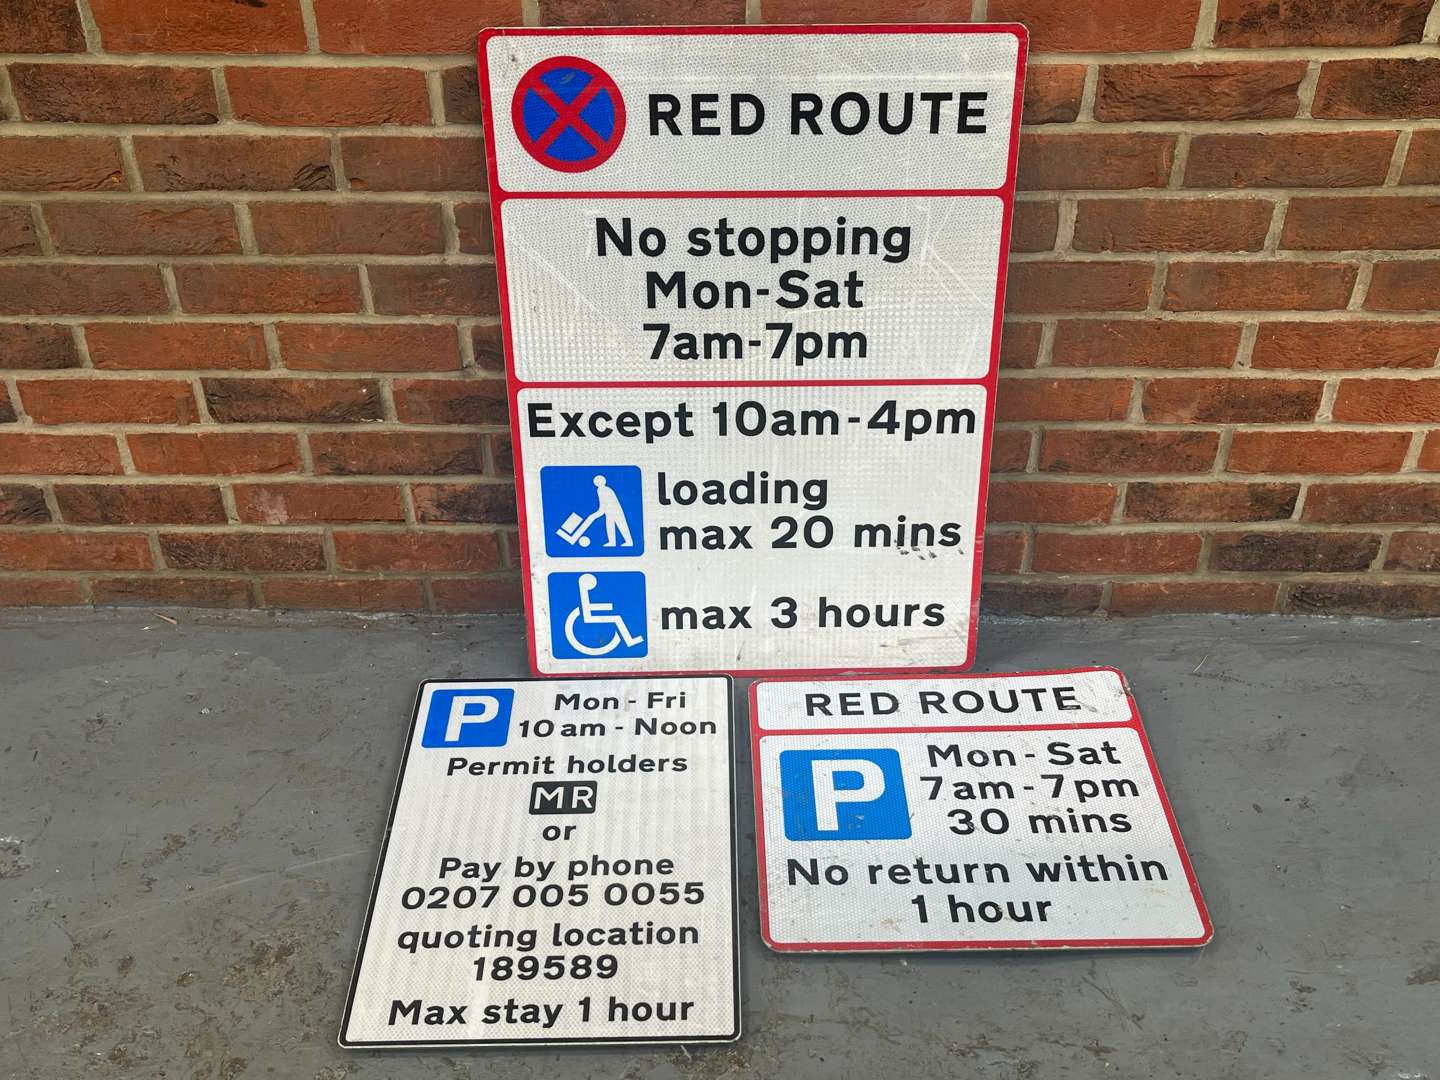 RED ROUTE
No stopping
Mon-Sat
7am-7pm
Except 10am-4pm
loading
max 20 mins
max 3 hours
P
Mon - Fri
10 am - Noon
Permit holders
MR
or
Pay by phone
0207 005 0055
quoting location
189589
Max stay 1 hour
RED ROUTE
P
Mon - Sat
7 am - 7 pm
30 mins
No return within
1 hour